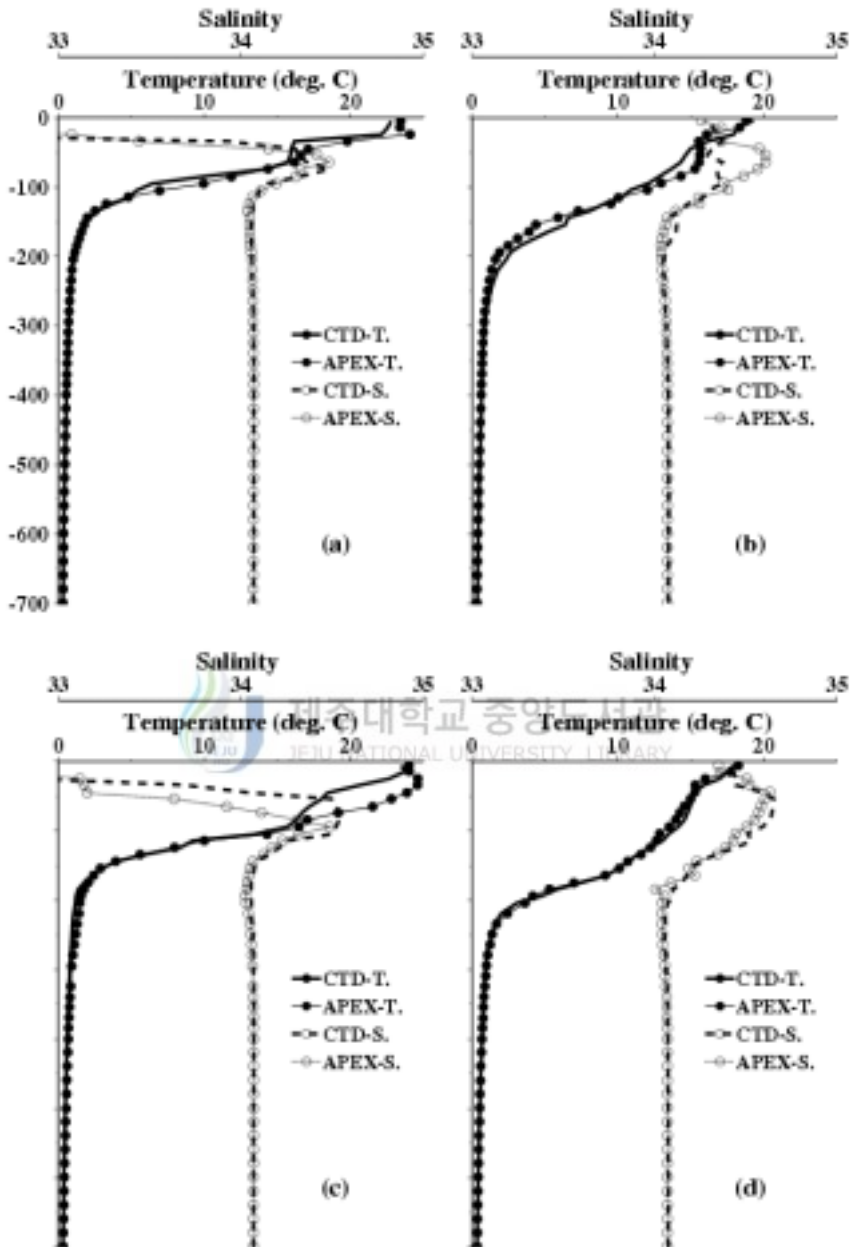 Salinity
33 34 35
Temperature (deg. C)
0 10 20
0
-100
-200
-300
-400
-500
-600
-700
CTD-T.
APEX-T.
CTD-S.
APEX-S.
(a)
Salinity
33 34 35
Temperature (deg. C)
0 10 20
CTD-T.
APEX-T.
CTD-S.
APEX-S.
(b)
Salinity
33 34 35
Temperature (deg. C)
0 10 20
CTD-T.
APEX-T.
CTD-S.
APEX-S.
(c)
Salinity
33 34 35
Temperature (deg. C)
0 10 20
CTD-T.
APEX-T.
CTD-S.
APEX-S.
(d)
제주대학교 중앙도서관
JEJU NATIONAL UNIVERSITY LIBRARY